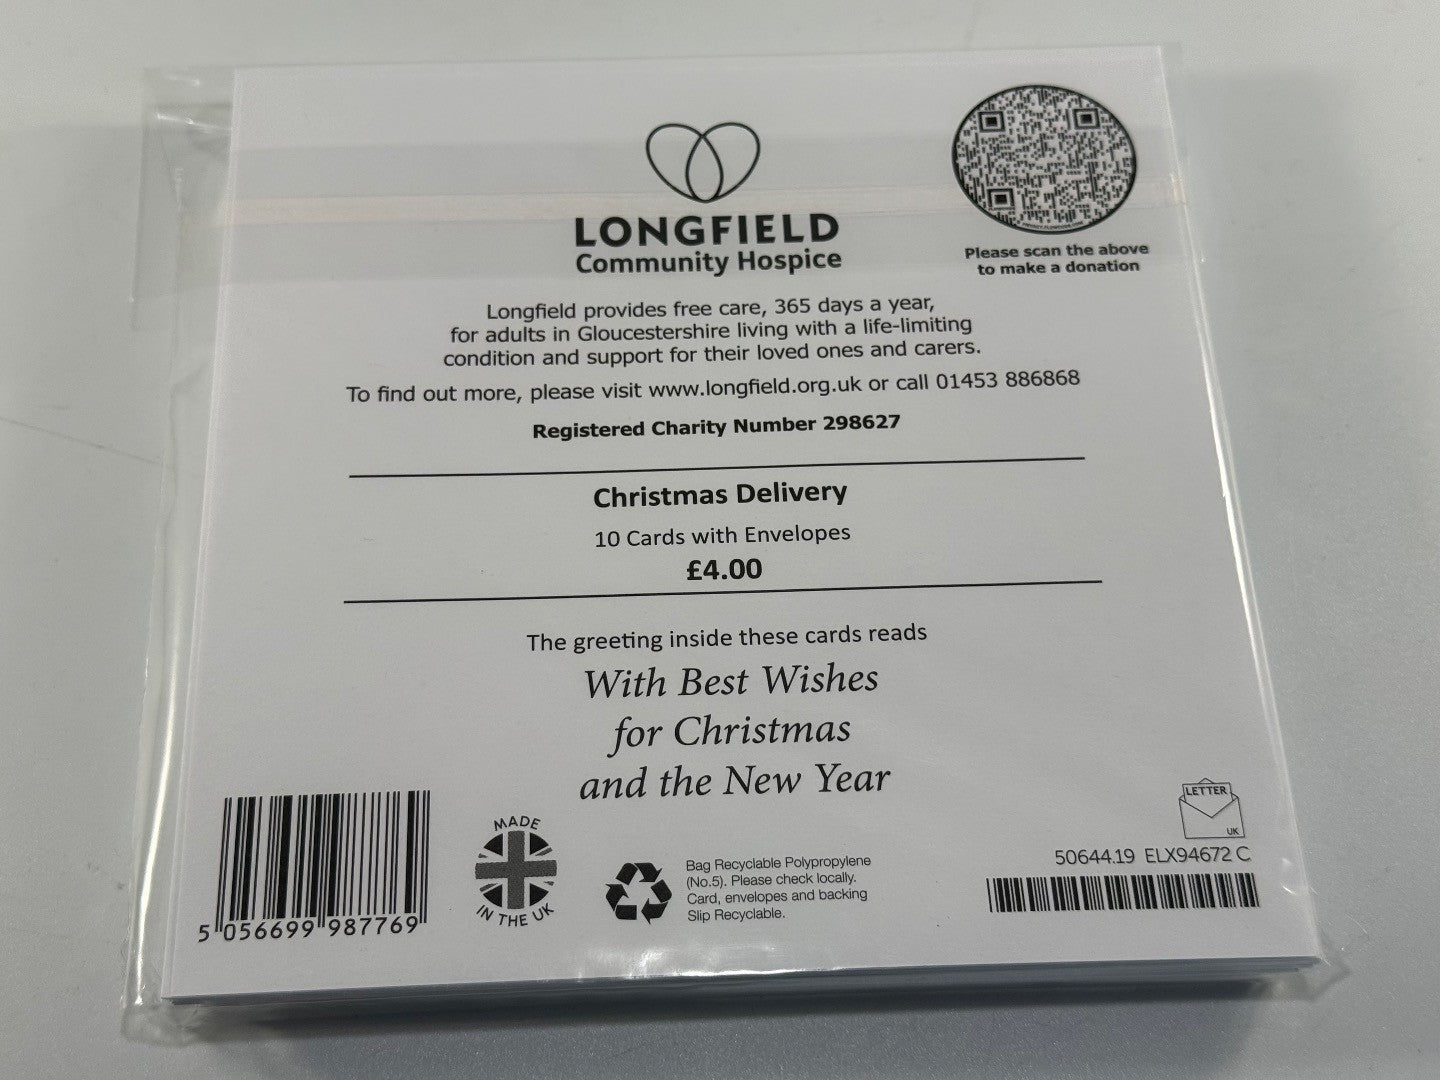 LONGFIELD
Community Hospice
Please scan the above
to make a donation
Longfield provides free care, 365 days a year,
for adults in Gloucestershire living with a life-limiting
condition and support for their loved ones and carers.
To find out more, please visit www.longfield.org.uk or call 01453 886868
Registered Charity Number 298627
Christmas Delivery
10 Cards with Envelopes
£4.00
The greeting inside these cards reads
With Best Wishes
for Christmas
and the New Year
5 056699 987769
MADE
IN THE UK
Bag Recyclable Polypropylene
(No.5). Please check locally.
Card, envelopes and backing
Slip Recyclable.
LETTER
UK
50644.19 ELX94672 C